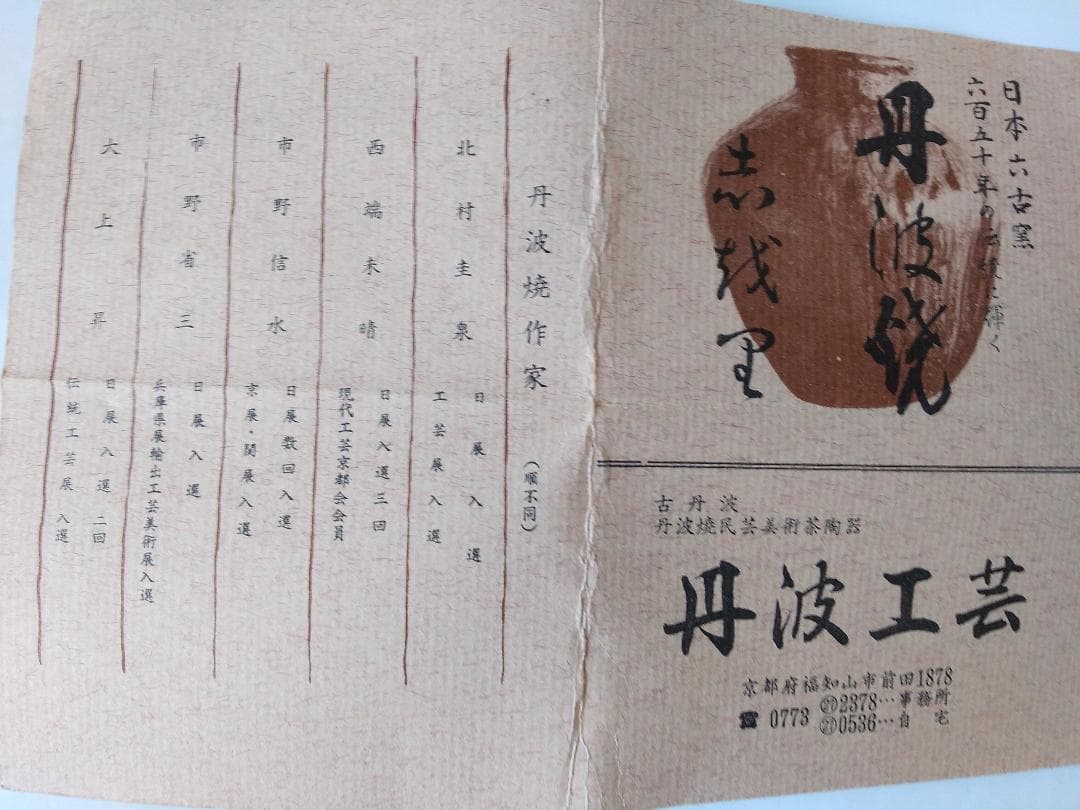 日本六古窯
六百五十年の伝統に輝く
丹波焼
志越里
古丹波
丹波焼民芸美術茶陶器
丹波工芸
京都府福知山市前田1878
☎ 0773 ㉗2378…事務所
㉗0536…自宅
丹波焼作家 (順不同)
北村圭泉 日展入選
工芸展入選
西端末晴 日展入選三回
現代工芸京都会会員
市野信水 日展数回入選
京展・関展入選
市野省三 日展入選
兵庫県展輸出工芸美術展入選
大上昇 日展入選二回
伝統工芸展入選